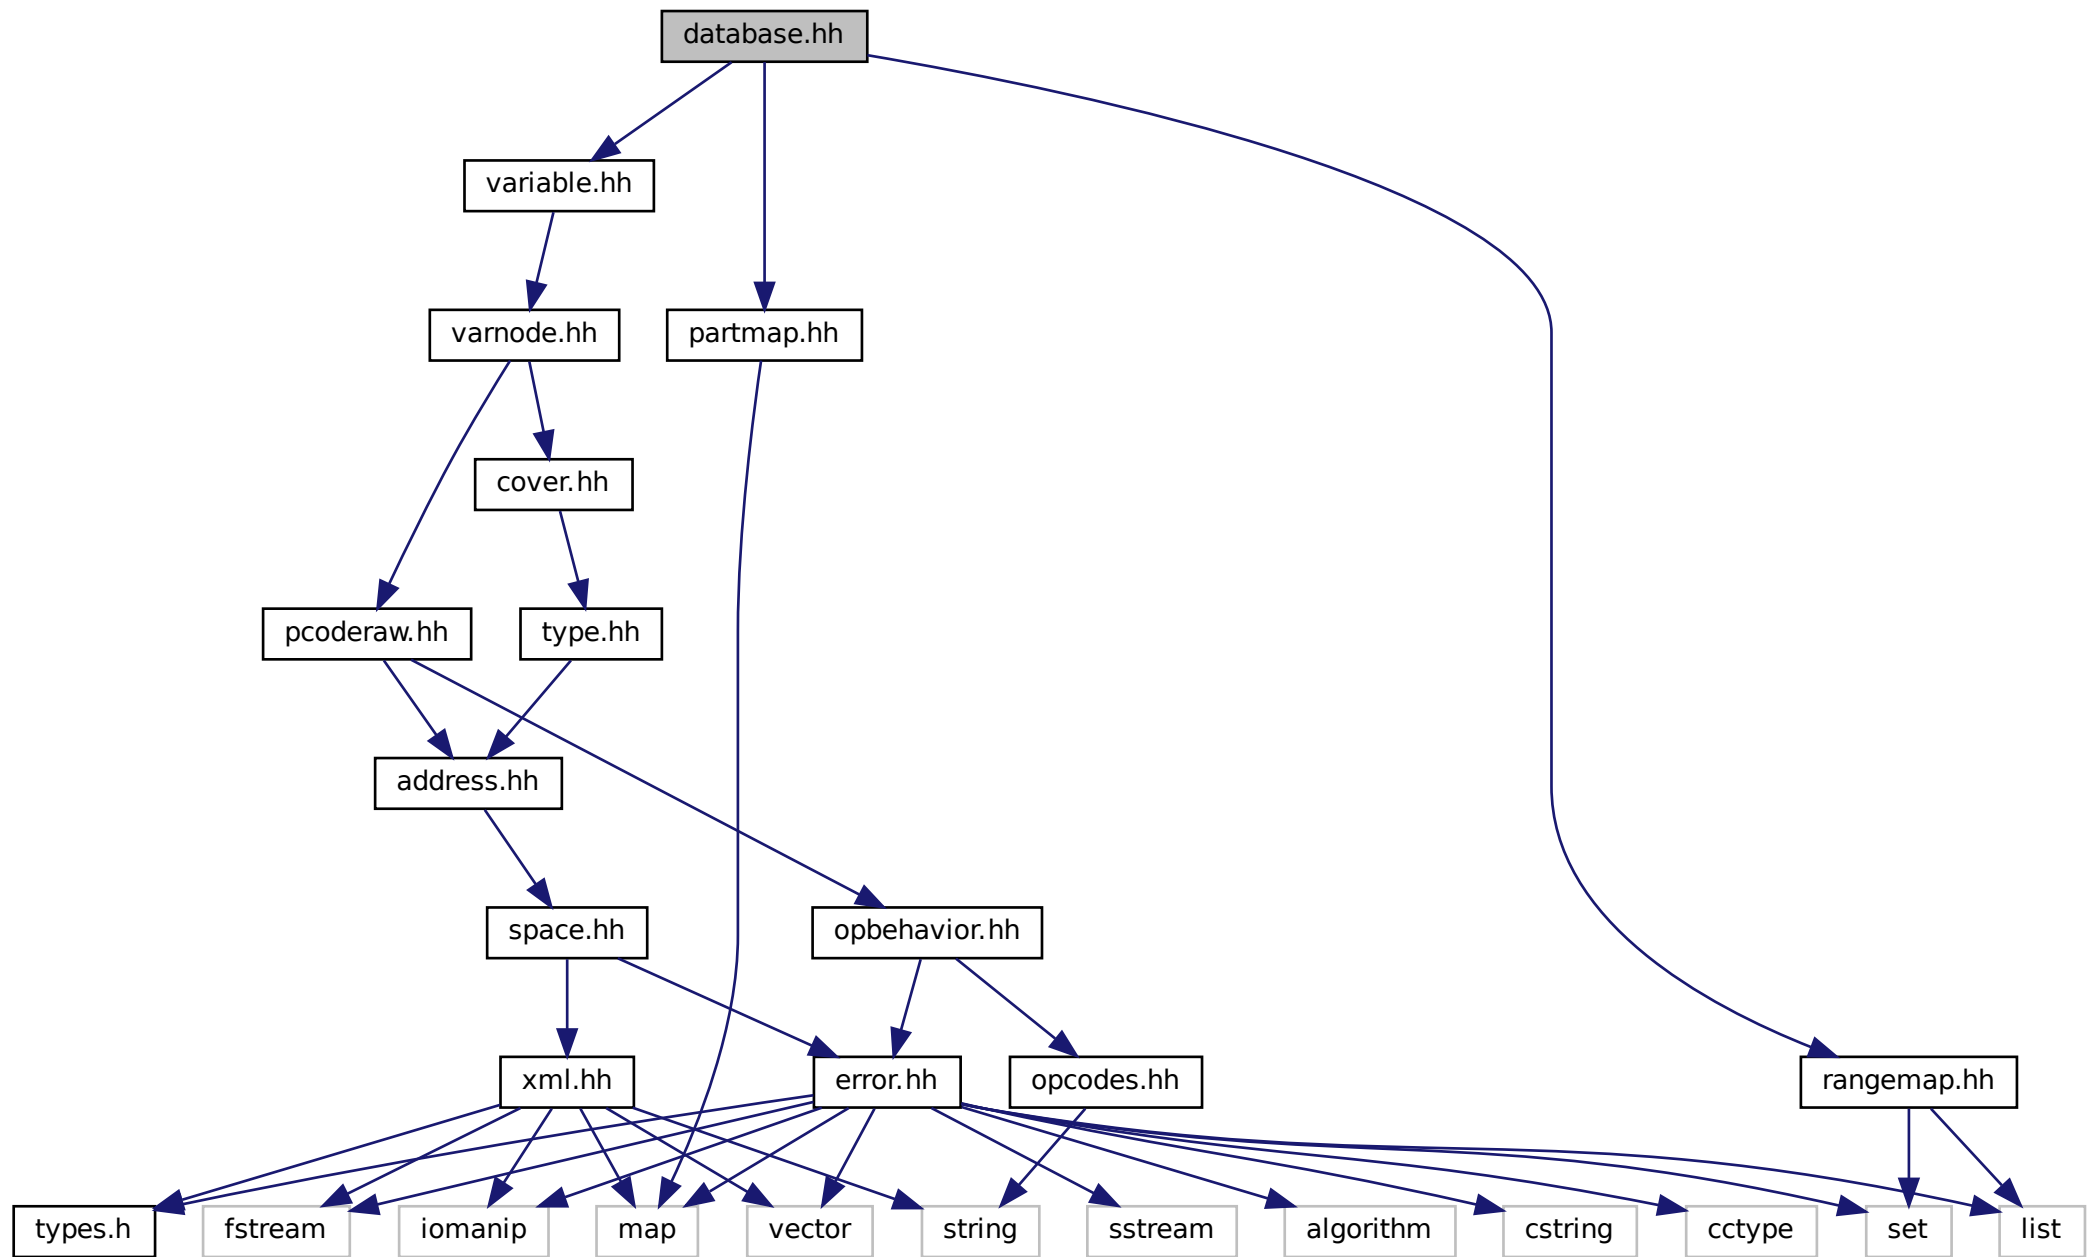 database.hh
variable.hh
varnode.hh
partmap.hh
cover.hh
pcoderaw.hh
type.hh
address.hh
space.hh
opbehavior.hh
xml.hh
error.hh
opcodes.hh
rangemap.hh
types.h
fstream
iomanip
map
vector
string
sstream
algorithm
cstring
cctype
set
list